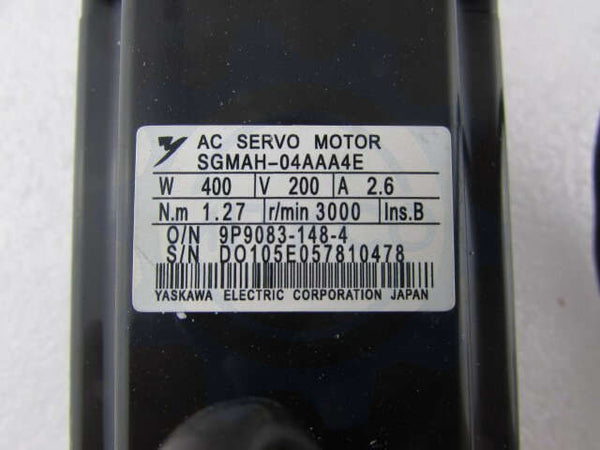 AC SERVO MOTOR
SGMAH-04AAA4E
W 400 V 200 A 2.6
N.m 1.27 r/min 3000 Ins.B
O/N 9P9083-148-4
S/N DO105E057810478
YASKAWA ELECTRIC CORPORATION JAPAN